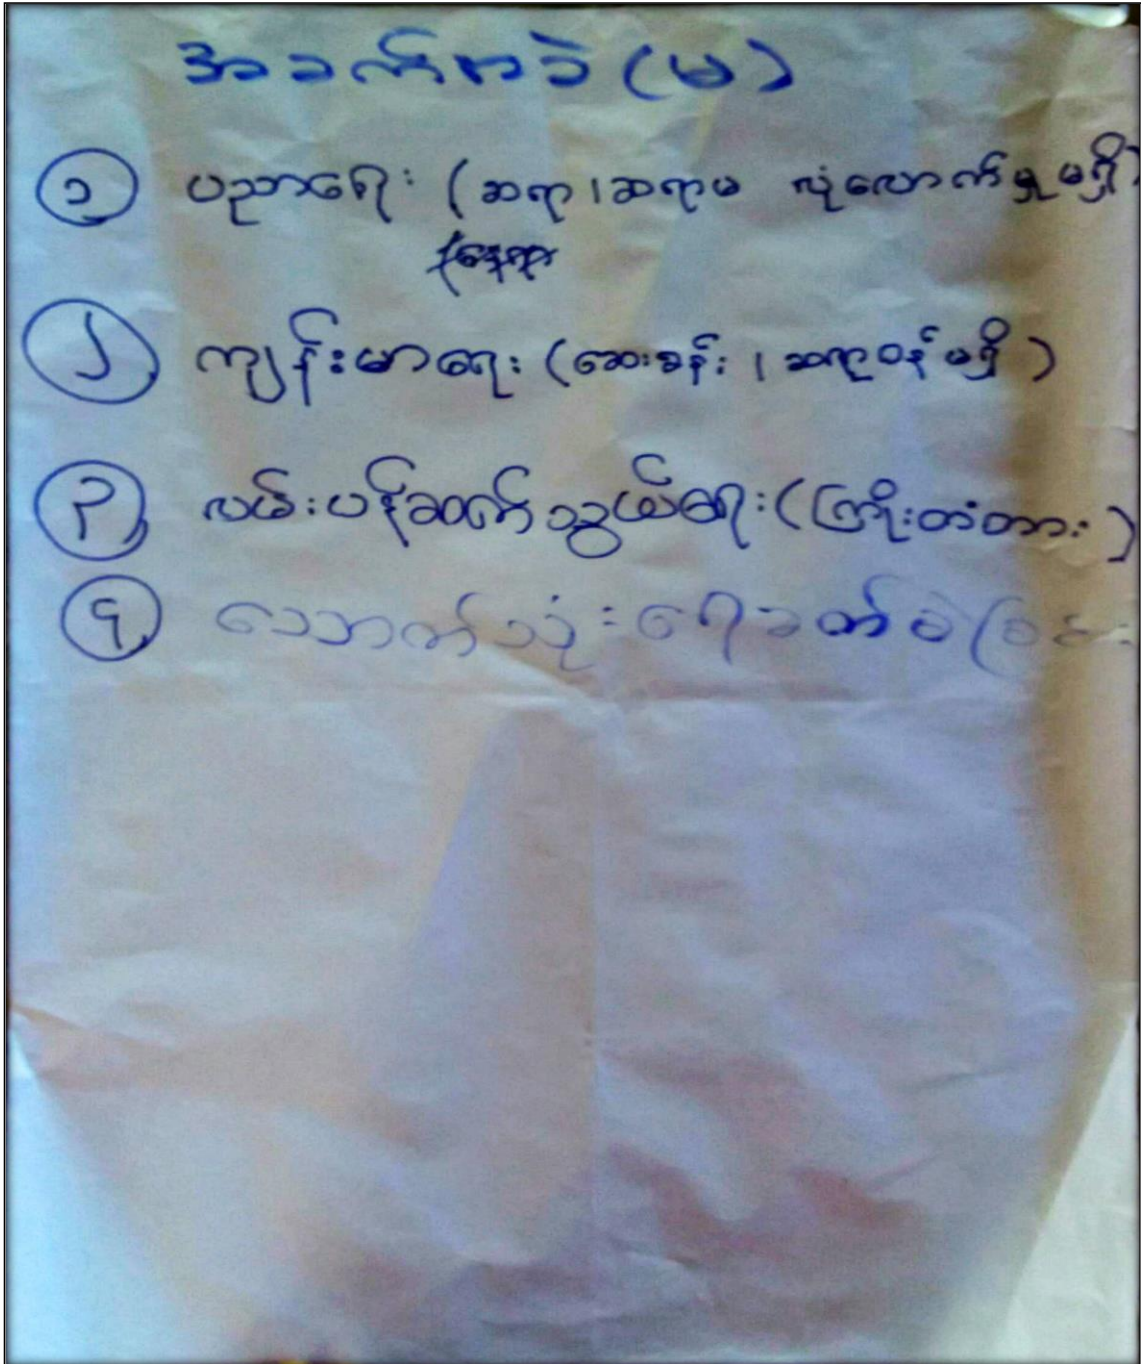 အခက်အခဲ (မ)
၁ ပညာရေး (ဆရာ ၊ ဆရာမ လုံလောက်မှုမရှိ)
၂ ကျန်းမာရေး (ဆေးခန်း ၊ ဆရာဝန်မရှိ)
၃ လမ်းပန်ဆက်သွယ်ရေး (ကြိုးတံတား)
၄ သောက်သုံးရေခတ်ခဲခြင်း